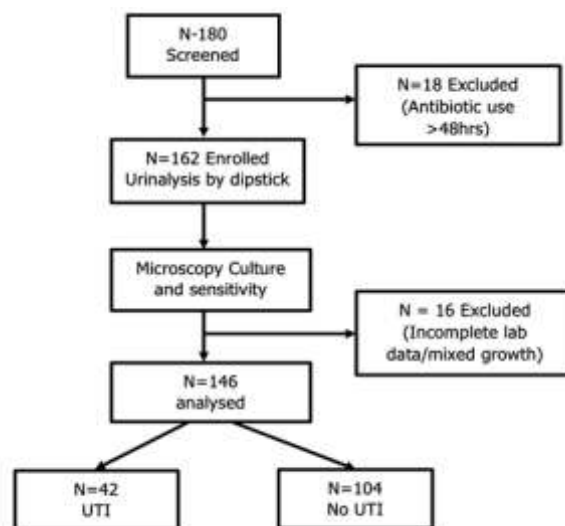 N-180
Screened
N=18 Excluded
(Antibiotic use
>48hrs)
N=162 Enrolled
Urinalysis by dipstick
Microscopy Culture
and sensitivity
N = 16 Excluded
(Incomplete lab
data/mixed growth)
N=146
analysed
N=42
UTI
N=104
No UTI